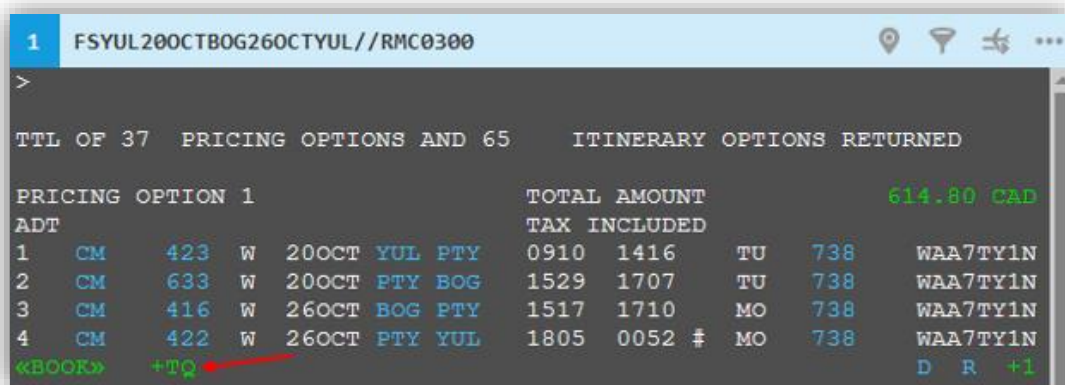 1 FSYUL20OCTBOG26OCTYUL//RMC0300
>
TTL OF 37 PRICING OPTIONS AND 65 ITINERARY OPTIONS RETURNED
PRICING OPTION 1 TOTAL AMOUNT 614.80 CAD
ADT TAX INCLUDED
1 CM 423 W 20OCT YUL PTY 0910 1416 TU 738 WAA7TY1N
2 CM 633 W 20OCT PTY BOG 1529 1707 TU 738 WAA7TY1N
3 CM 416 W 26OCT BOG PTY 1517 1710 MO 738 WAA7TY1N
4 CM 422 W 26OCT PTY YUL 1805 0052 # MO 738 WAA7TY1N
«BOOK» +TQ D R +1